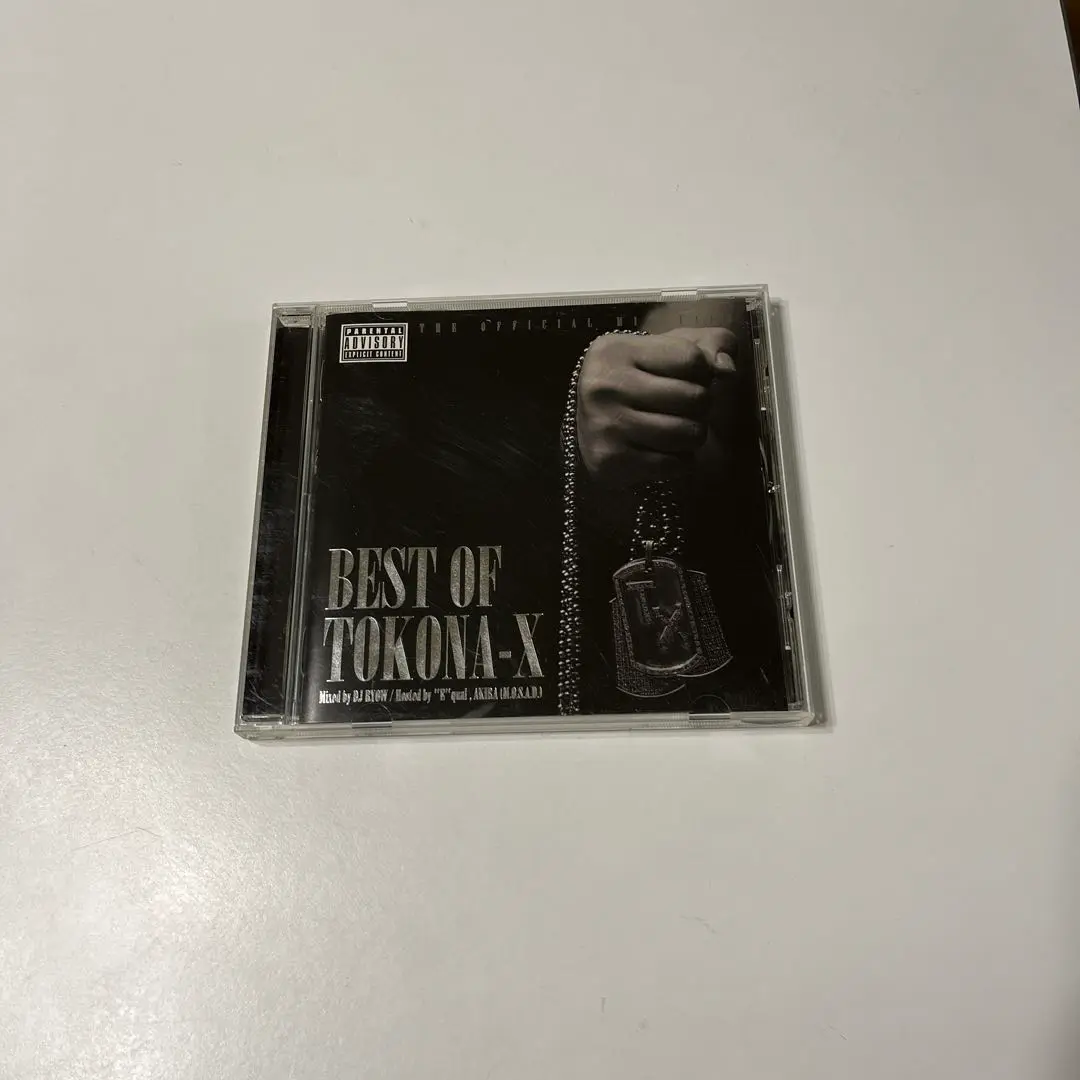 PARENTAL
ADVISORY
EXPLICIT CONTENT
THE OFFICIAL
BEST OF
TOKONA-X
Mixed by DJ RYOW / Hosted by "E"qual , AKIRA (M.O.S.A.D.)
TX